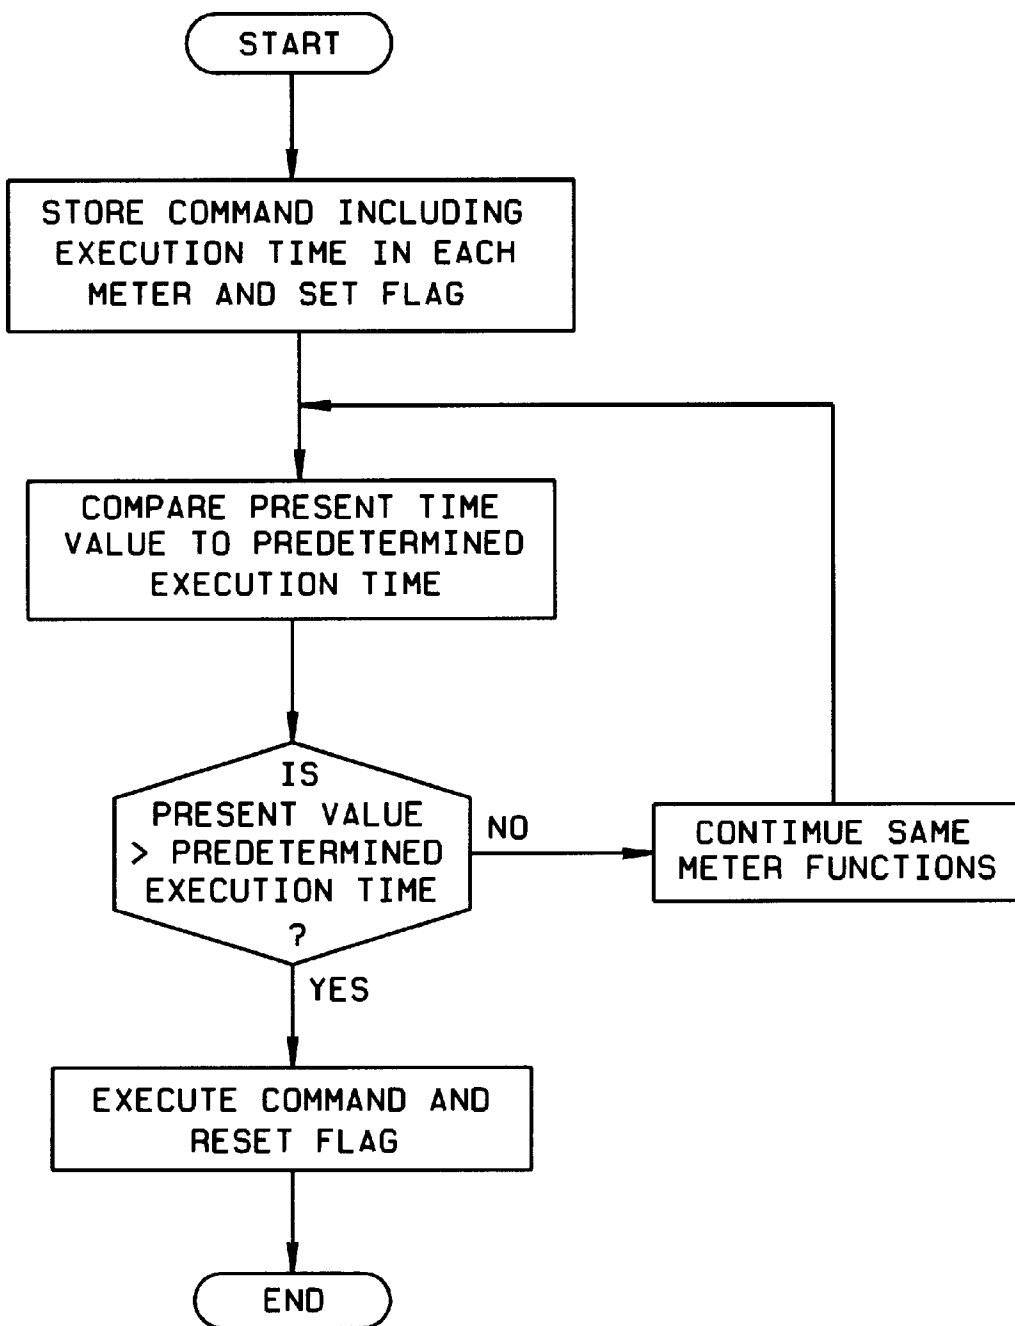 START
STORE COMMAND INCLUDING
EXECUTION TIME IN EACH
METER AND SET FLAG
COMPARE PRESENT TIME
VALUE TO PREDETERMINED
EXECUTION TIME
IS
PRESENT VALUE
> PREDETERMINED
EXECUTION TIME
?
NO
CONTIMUE SAME
METER FUNCTIONS
YES
EXECUTE COMMAND AND
RESET FLAG
END